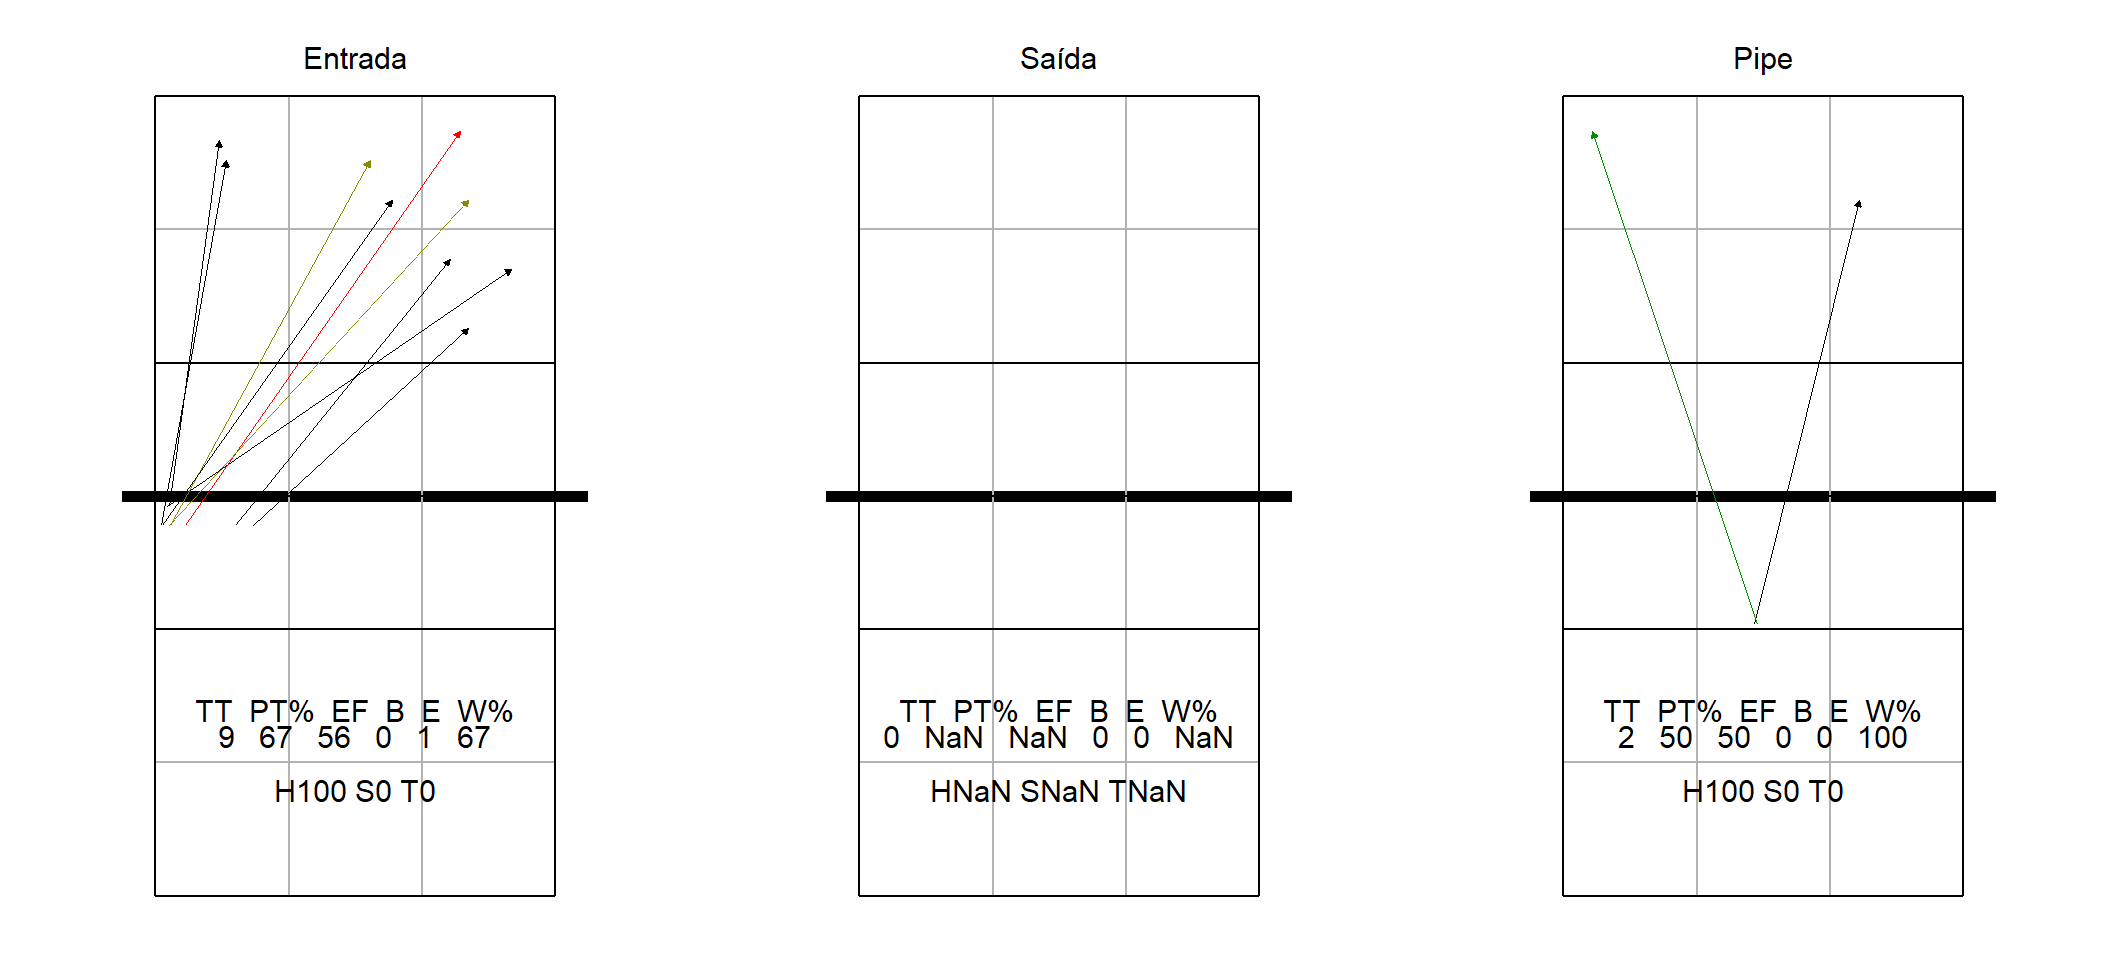 Entrada
TT PT% EF B E W%
9 67 56 0 1 67
H100 S0 T0
Saída
TT PT% EF B E W%
0 NaN NaN 0 0 NaN
HNaN SNaN TNaN
Pipe
TT PT% EF B E W%
2 50 50 0 0 100
H100 S0 T0